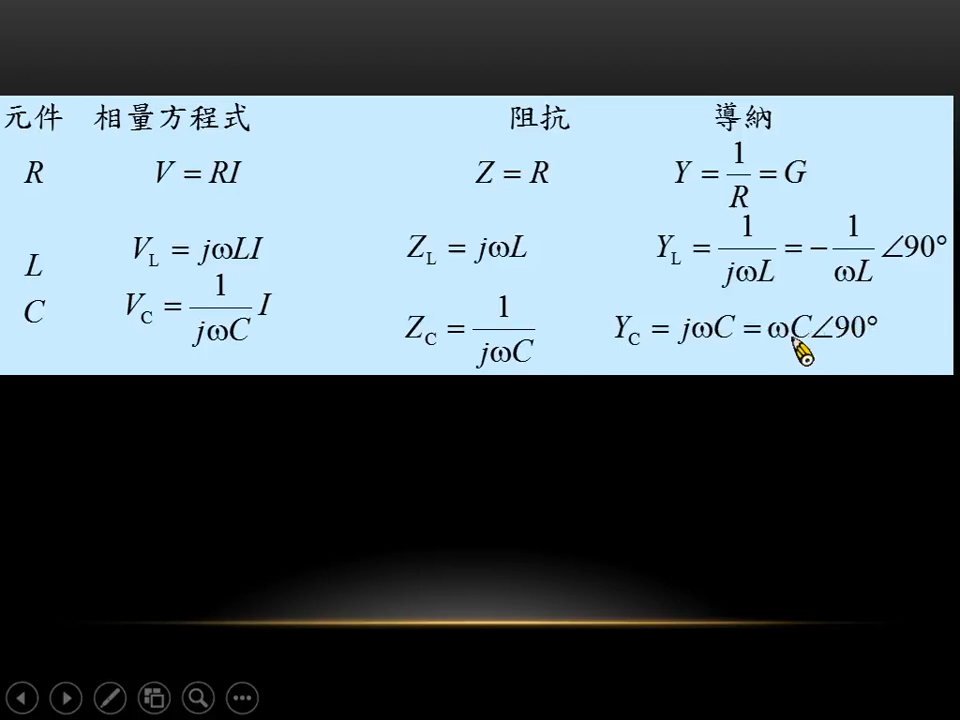 元件 相量方程式 阻抗 導納
R V = RI Z = R Y = 1/R = G
L V_L = jωLI Z_L = jωL Y_L = 1/(jωL) = −1/(ωL) ∠90°
C V_C = 1/(jωC) I Z_C = 1/(jωC) Y_C = jωC = ωC∠90°